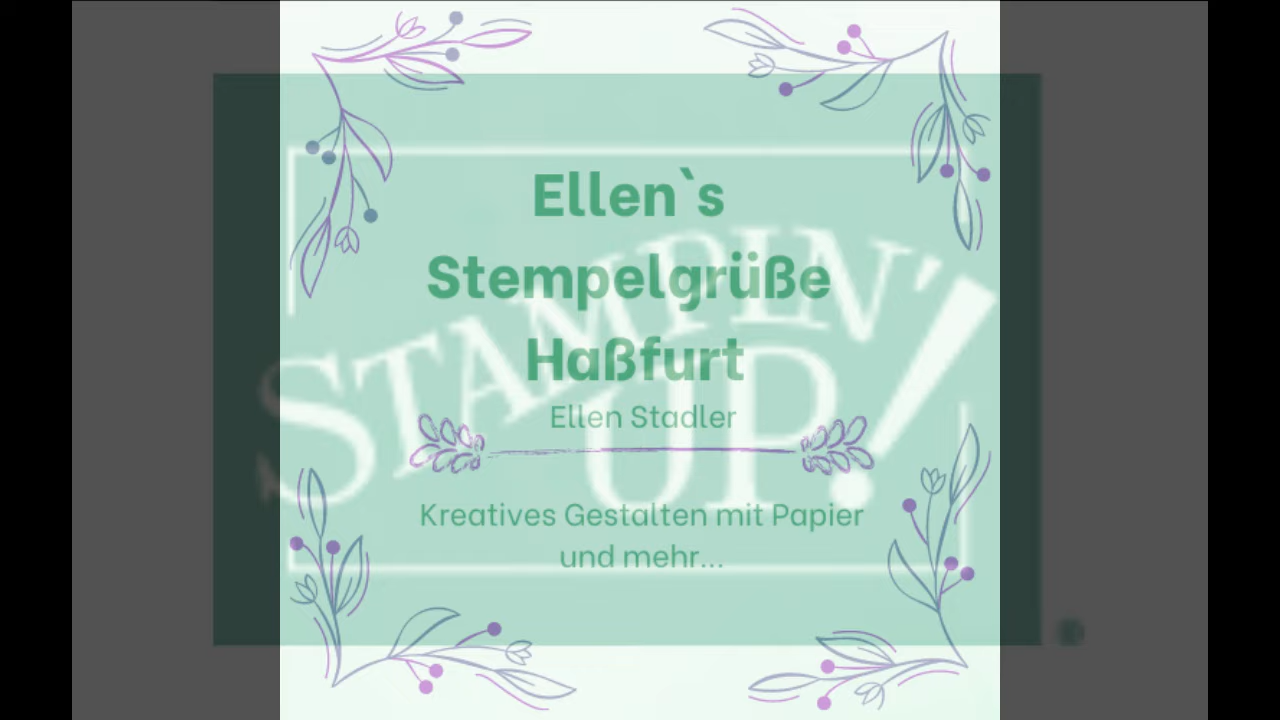 Ellen`s
Stempelgrüße
Haßfurt
Ellen Stadler
Kreatives Gestalten mit Papier
und mehr...
STAMPIN'
UP!